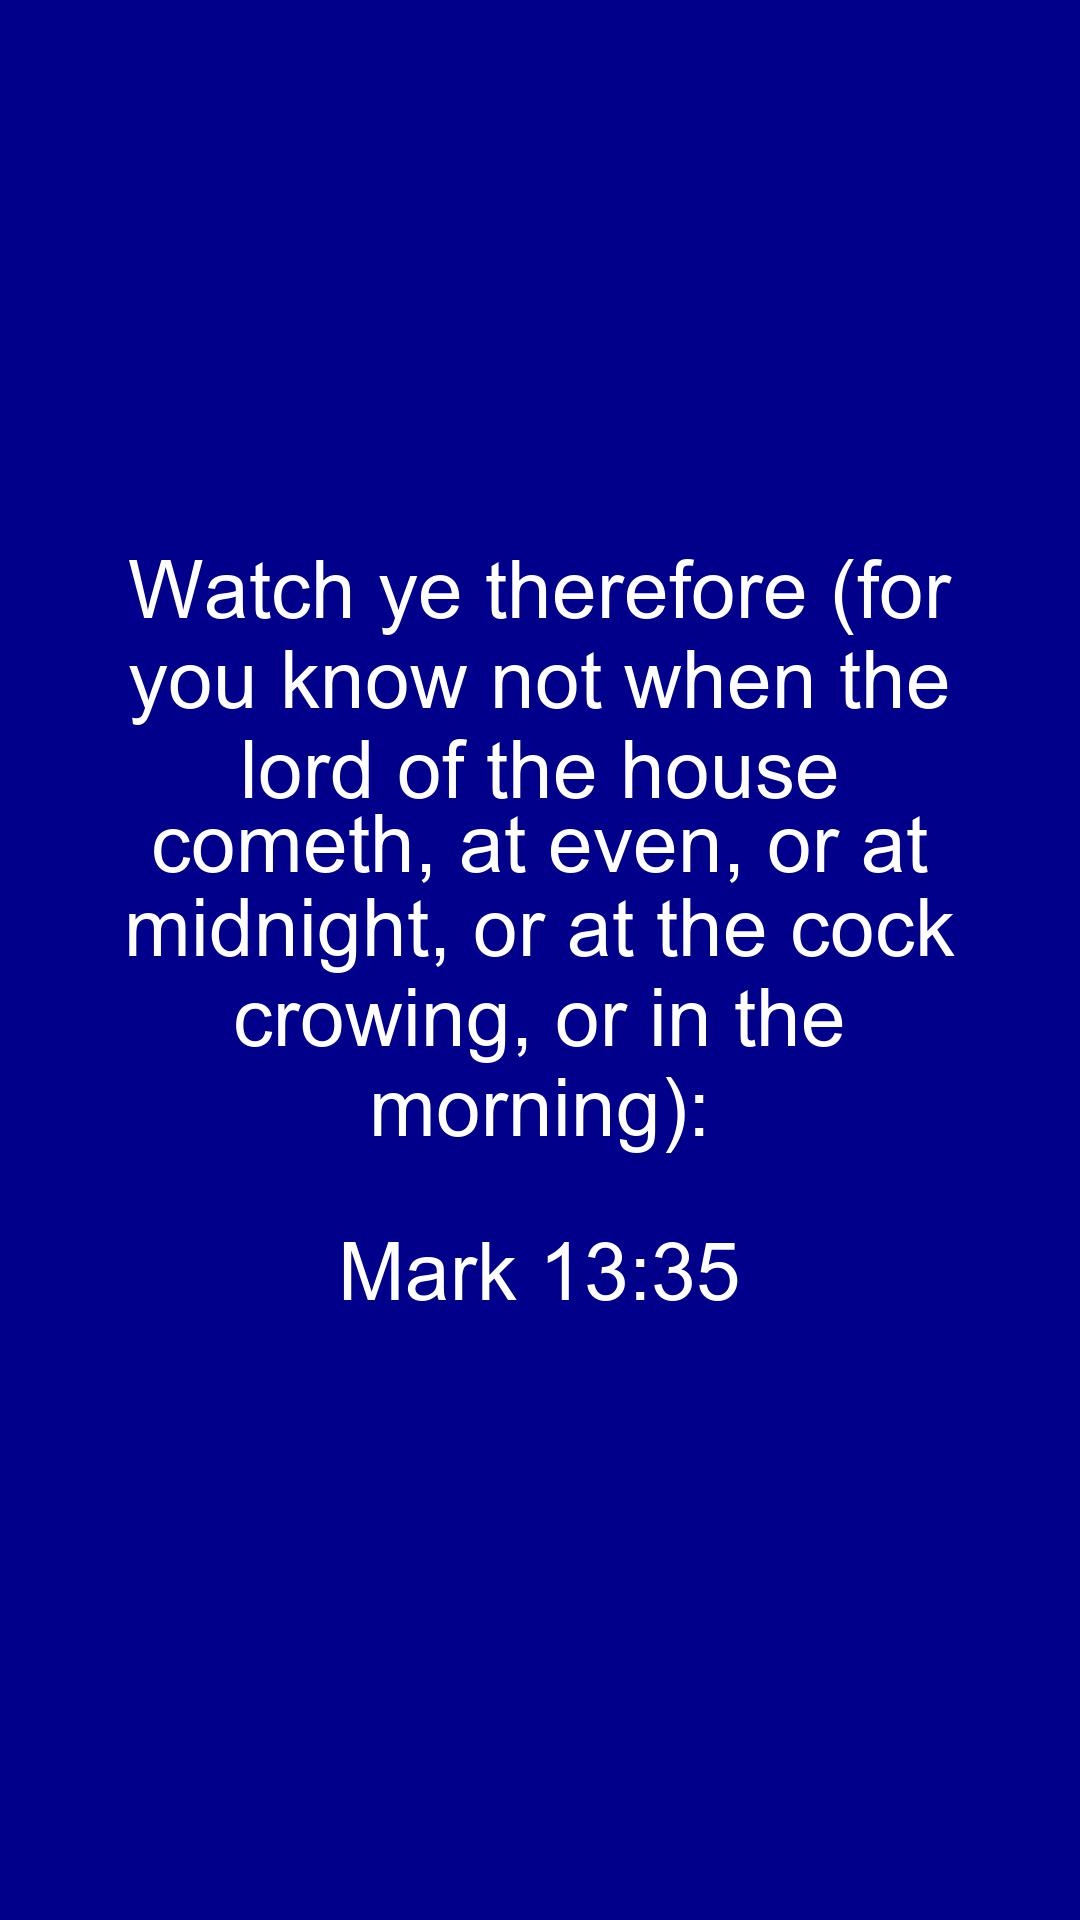 Watch ye therefore (for
you know not when the
lord of the house
cometh, at even, or at
midnight, or at the cock
crowing, or in the
morning):
Mark 13:35